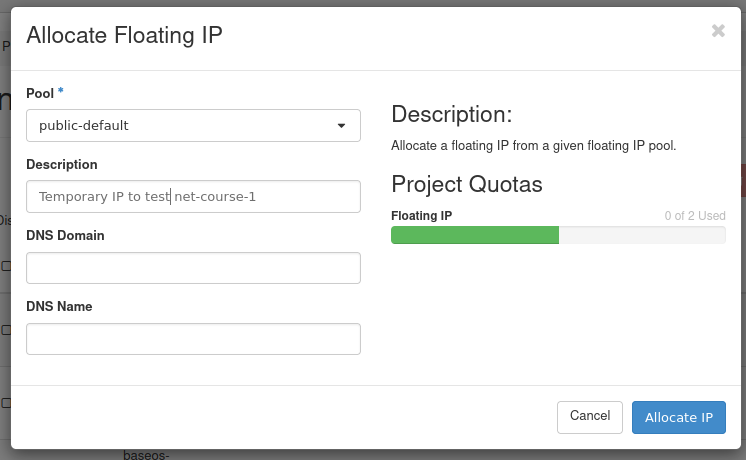 Allocate Floating IP
Pool *
public-default
Description
Temporary IP to test net-course-1
DNS Domain
DNS Name
Description:
Allocate a floating IP from a given floating IP pool.
Project Quotas
Floating IP
0 of 2 Used
Cancel
Allocate IP
baseos-